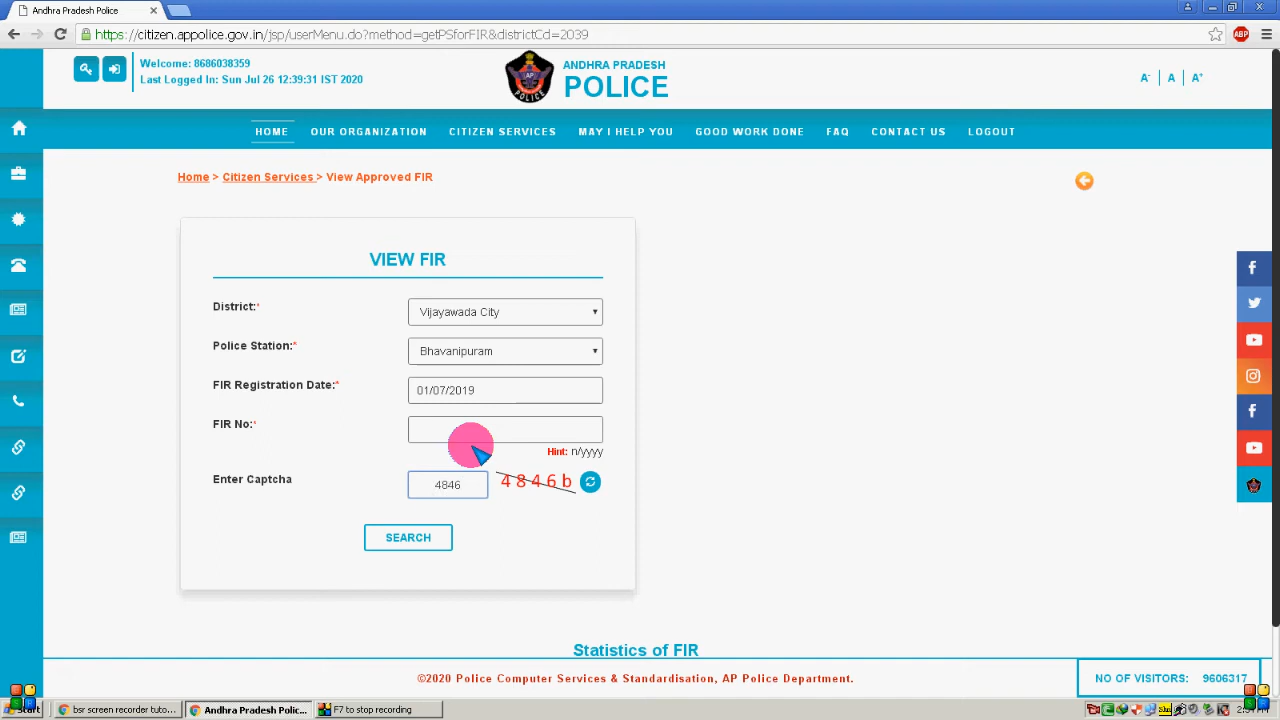 Andhra Pradesh Police
https://citizen.appolice.gov.in/jsp/userMenu.do?method=getPSforFIR&districtCd=2039
ABP
Welcome: 8686038359
Last Logged In: Sun Jul 26 12:39:31 IST 2020
ANDHRA PRADESH
POLICE
A- A A+
HOME OUR ORGANIZATION CITIZEN SERVICES MAY I HELP YOU GOOD WORK DONE FAQ CONTACT US LOGOUT
Home > Citizen Services > View Approved FIR
VIEW FIR
District:* Vijayawada City
Police Station:* Bhavanipuram
FIR Registration Date:* 01/07/2019
FIR No:*
Hint: n/yyyy
Enter Captcha 4846 4846b
SEARCH
Statistics of FIR
©2020 Police Computer Services & Standardisation, AP Police Department.
NO OF VISITORS: 9606317
bsr screen recorder tuto... Andhra Pradesh Polic... F7 to stop recording